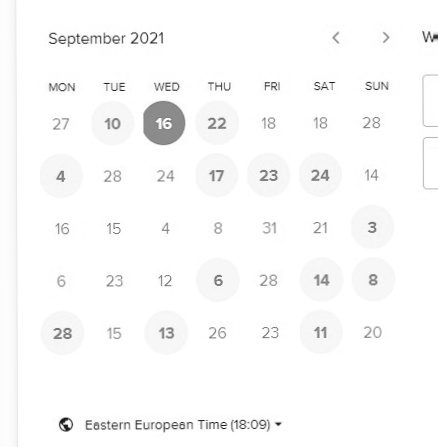 September 2021
MON TUE WED THU FRI SAT SUN
27 10 16 22 18 18 28
4 28 24 17 23 24 14
16 15 4 8 31 21 3
6 23 12 6 28 14 8
28 15 13 26 23 11 20
Eastern European Time (18:09)